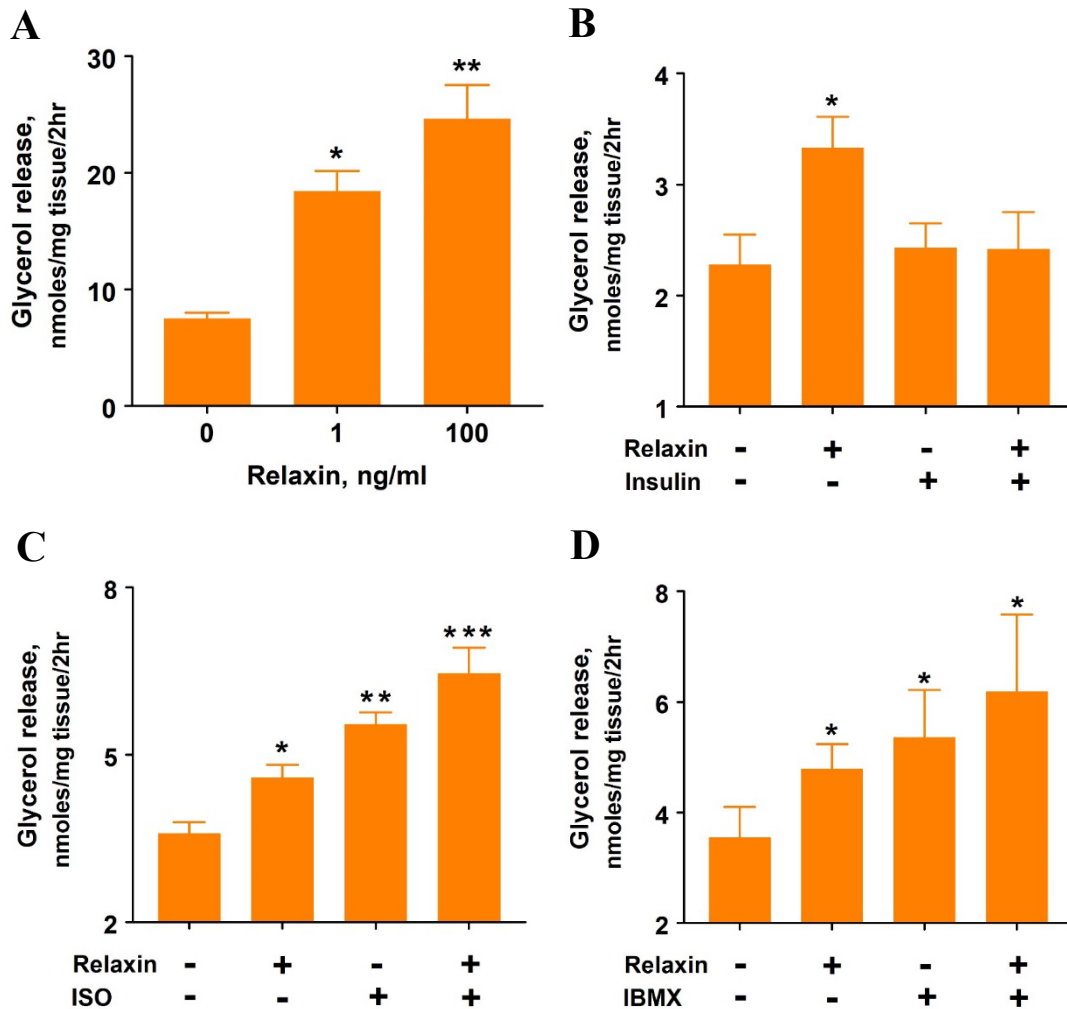 A
Glycerol release,
nmoles/mg tissue/2hr
30
20
10
0
* **
0 1 100
Relaxin, ng/ml
B
Glycerol release,
nmoles/mg tissue/2hr
4
3
2
1
*
Relaxin - + - +
Insulin - - + +
C
Glycerol release,
nmoles/mg tissue/2hr
8
5
2
* ** ***
Relaxin - + - +
ISO - - + +
D
Glycerol release,
nmoles/mg tissue/2hr
8
6
4
2
* * *
Relaxin - + - +
IBMX - - + +